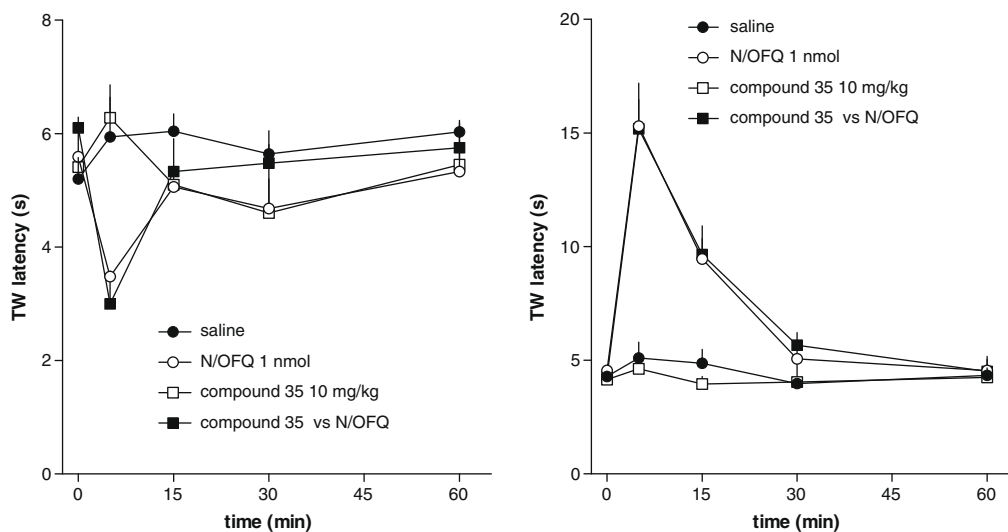 8
6
4
2
0
TW latency (s)
saline
N/OFQ 1 nmol
compound 35 10 mg/kg
compound 35 vs N/OFQ
0
15
30
45
60
time (min)
20
15
10
5
0
TW latency (s)
saline
N/OFQ 1 nmol
compound 35 10 mg/kg
compound 35 vs N/OFQ
0
15
30
45
60
time (min)